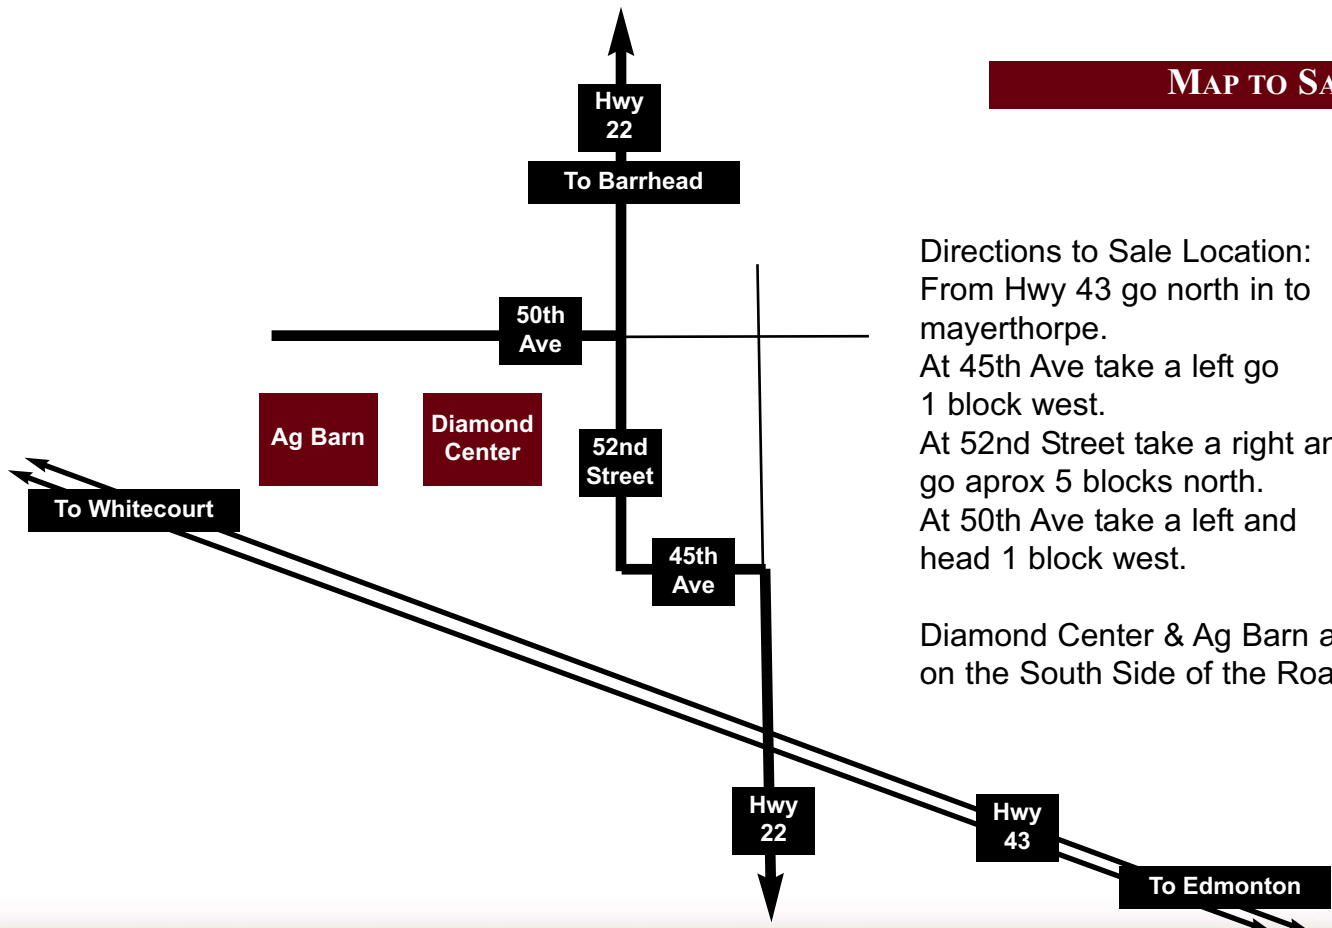 MAP TO SA
Hwy
22
To Barrhead
50th
Ave
Ag Barn
Diamond
Center
52nd
Street
To Whitecourt
45th
Ave
Hwy
22
Hwy
43
To Edmonton
Directions to Sale Location:
From Hwy 43 go north in to
mayerthorpe.
At 45th Ave take a left go
1 block west.
At 52nd Street take a right an
go aprox 5 blocks north.
At 50th Ave take a left and
head 1 block west.
Diamond Center & Ag Barn a
on the South Side of the Roa